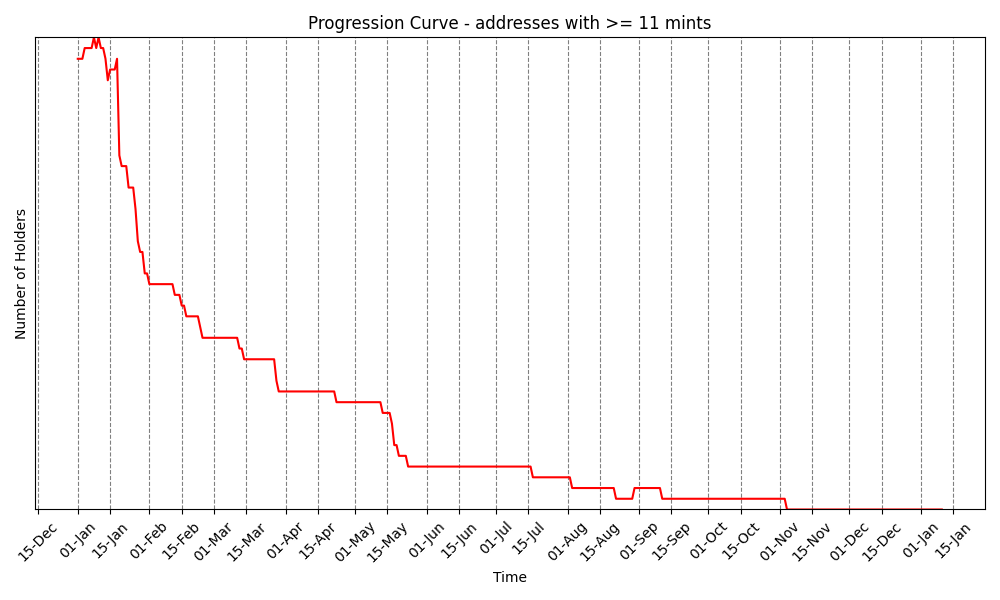 Progression Curve - addresses with >= 11 mints
Number of Holders
15-Dec
01-Jan
15-Jan
01-Feb
15-Feb
01-Mar
15-Mar
01-Apr
15-Apr
01-May
15-May
01-Jun
15-Jun
01-Jul
15-Jul
01-Aug
15-Aug
01-Sep
15-Sep
01-Oct
15-Oct
01-Nov
15-Nov
01-Dec
15-Dec
01-Jan
15-Jan
Time